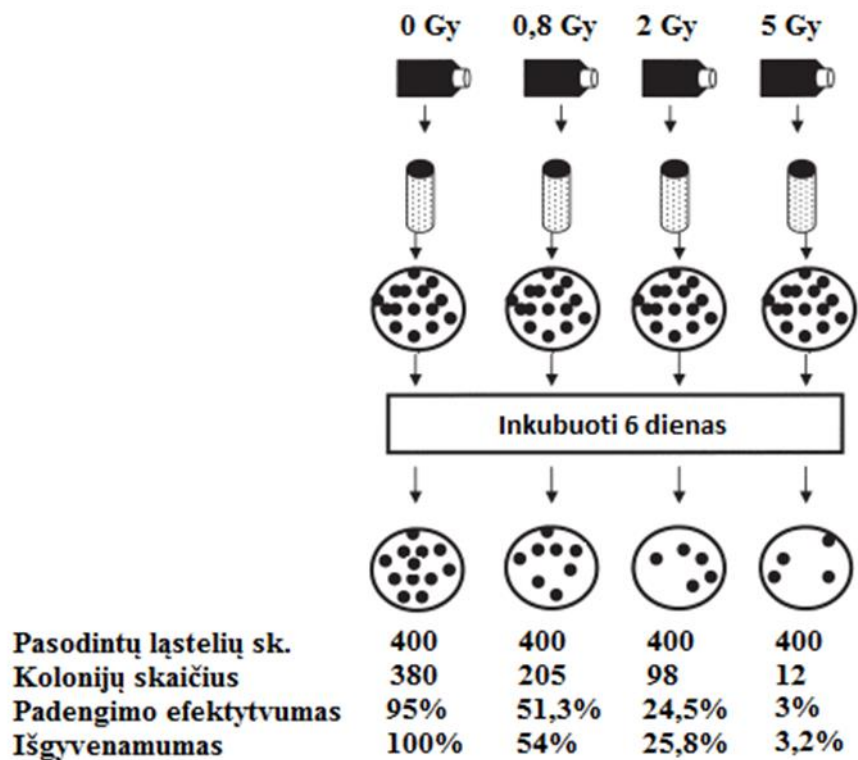 0 Gy 0,8 Gy 2 Gy 5 Gy
Inkubuoti 6 dienas
Pasodintų ląstelių sk. 400 400 400 400
Kolonijų skaičius 380 205 98 12
Padengimo efektytvumas 95% 51,3% 24,5% 3%
Išgyvenamumas 100% 54% 25,8% 3,2%